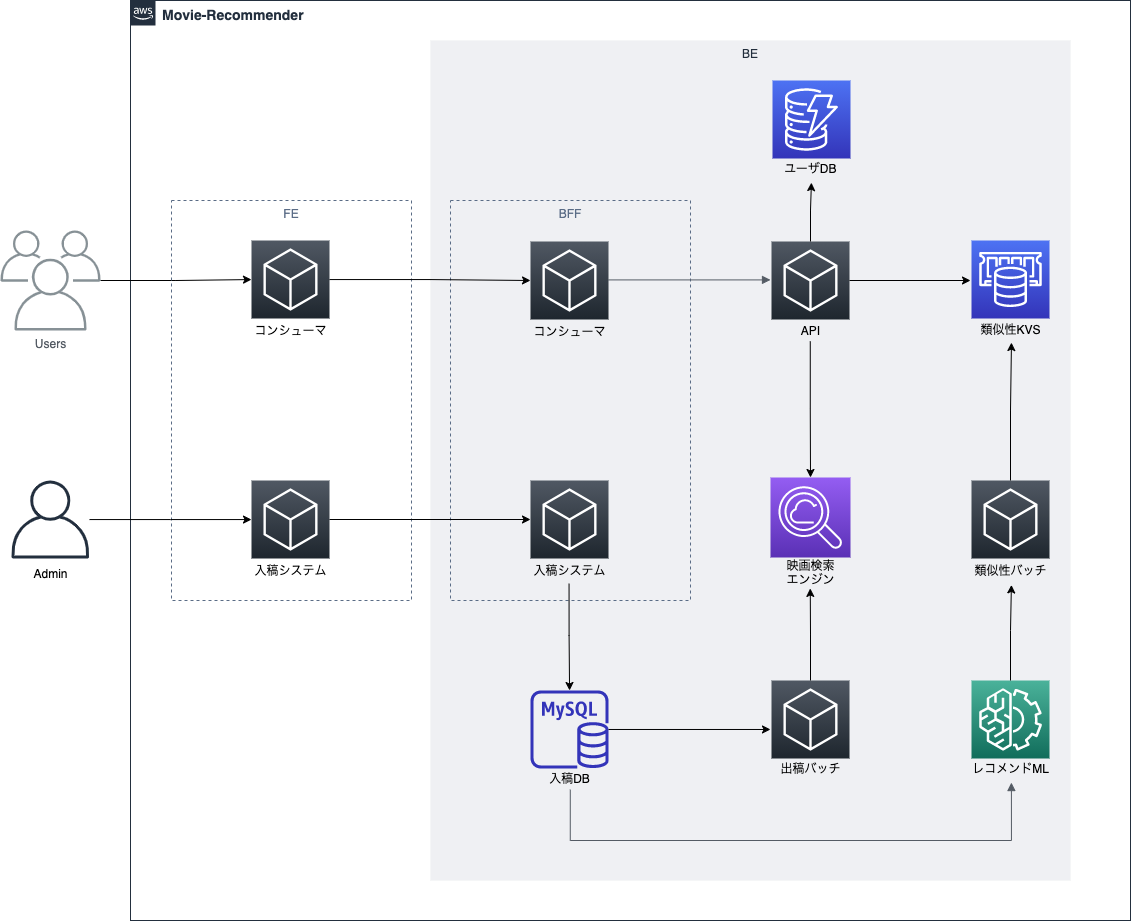 aws
Movie-Recommender
BE
ユーザDB
FE
BFF
Users
コンシューマ
コンシューマ
API
類似性KVS
Admin
入稿システム
入稿システム
映画検索
エンジン
類似性バッチ
MySQL
入稿DB
出稿バッチ
レコメンドML